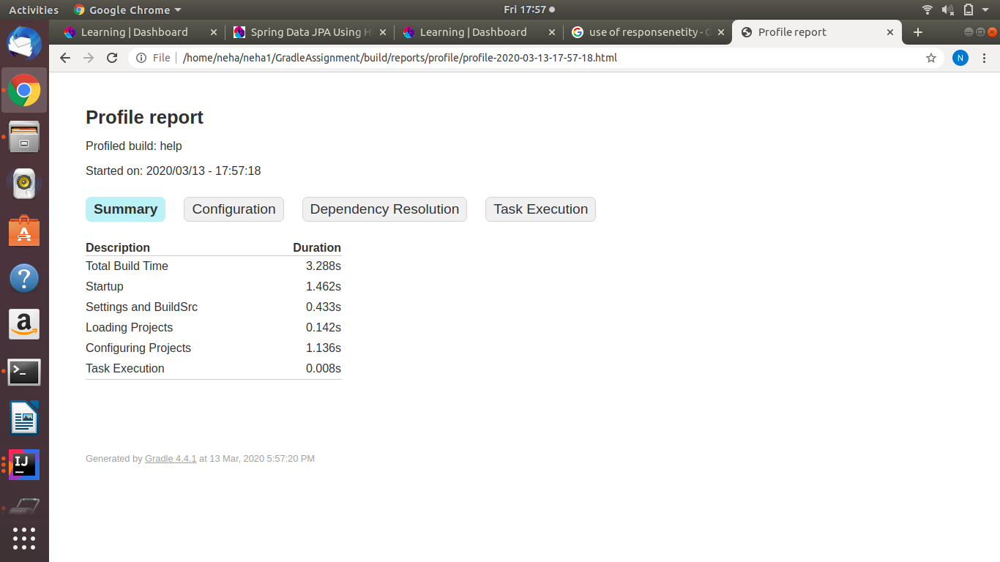 Activities Google Chrome Fri 17:57
Learning | Dashboard Spring Data JPA Using H Learning | Dashboard use of responsenetity - Profile report
File /home/neha/neha1/GradleAssignment/build/reports/profile/profile-2020-03-13-17-57-18.html N
Profile report
Profiled build: help
Started on: 2020/03/13 - 17:57:18
Summary Configuration Dependency Resolution Task Execution
Description Duration
Total Build Time 3.288s
Startup 1.462s
Settings and BuildSrc 0.433s
Loading Projects 0.142s
Configuring Projects 1.136s
Task Execution 0.008s
Generated by Gradle 4.4.1 at 13 Mar, 2020 5:57:20 PM
A
?
a
>_
IJ